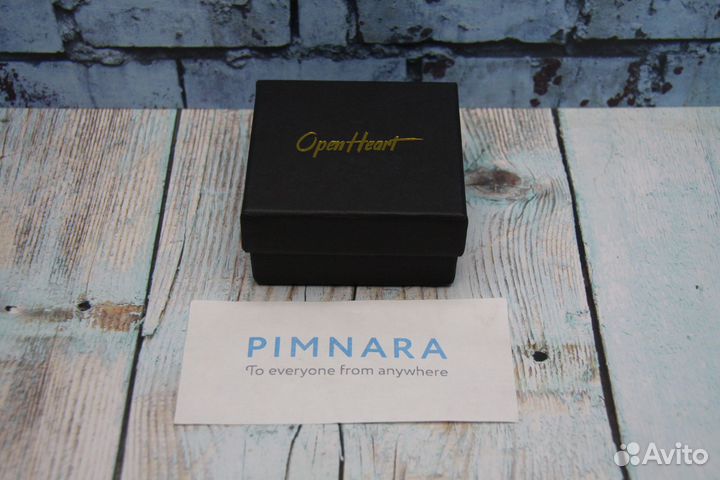 OpenHeart
PIMNARA
To everyone from anywhere
Avito